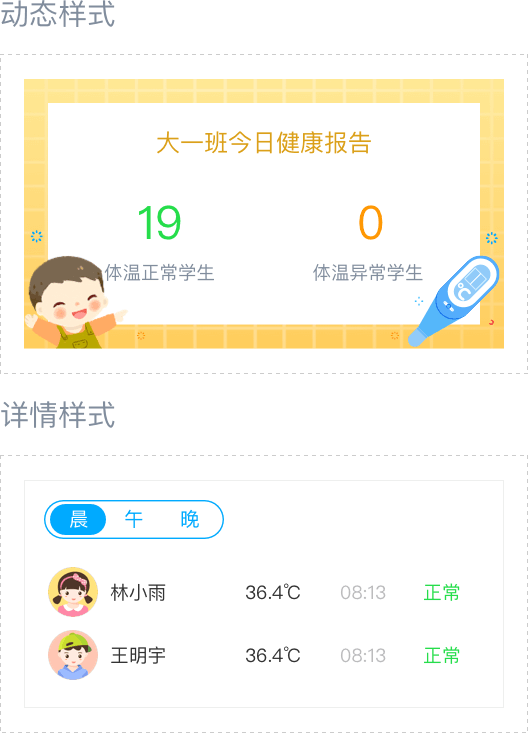 动态样式
大一班今日健康报告
19 0
体温正常学生 体温异常学生
详情样式
晨 午 晚
林小雨 36.4℃ 08:13 正常
王明宇 36.4℃ 08:13 正常